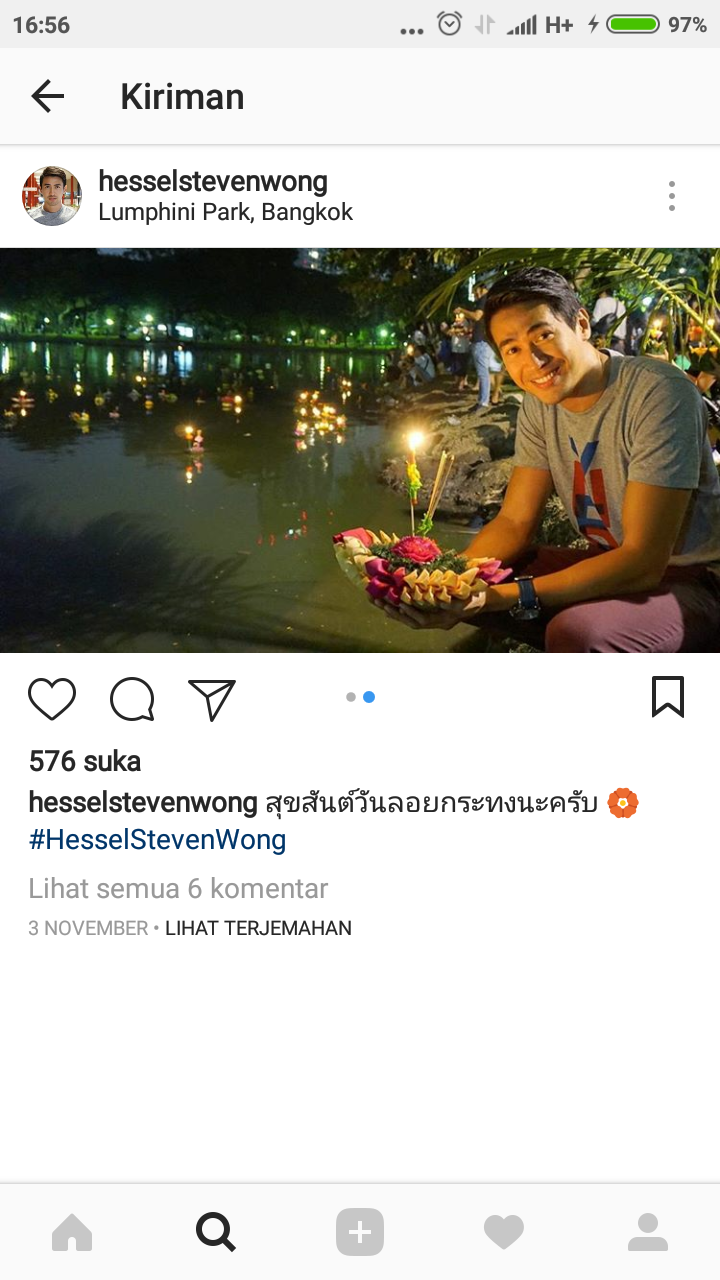 16:56 ... H+ 97%
Kiriman
hesselstevenwong
Lumphini Park, Bangkok
576 suka
hesselstevenwong สุขสันต์วันลอยกระทงนะครับ 🏵️
#HesselStevenWong
Lihat semua 6 komentar
3 NOVEMBER • LIHAT TERJEMAHAN